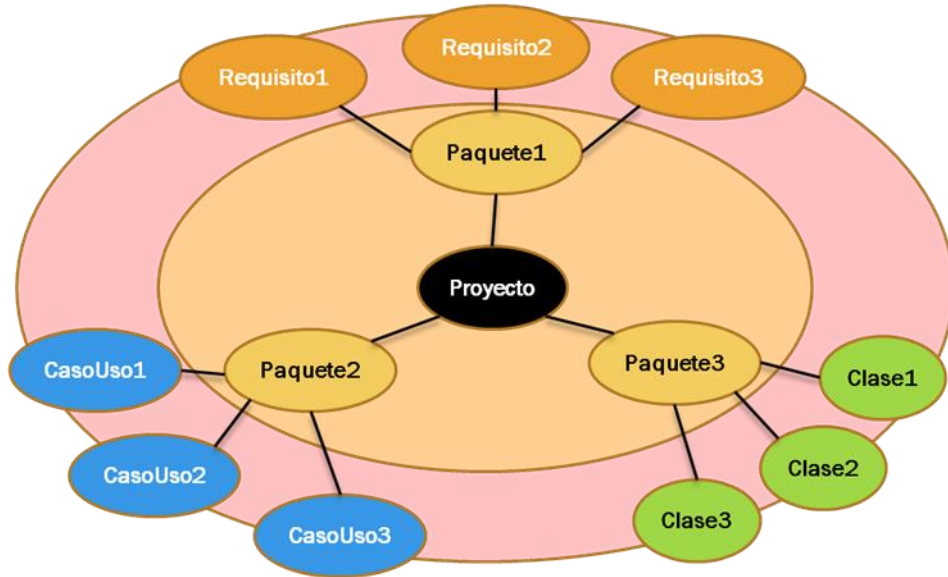 Requisito1
Requisito2
Requisito3
Paquete1
Proyecto
Paquete2
Paquete3
CasoUso1
CasoUso2
CasoUso3
Clase1
Clase2
Clase3